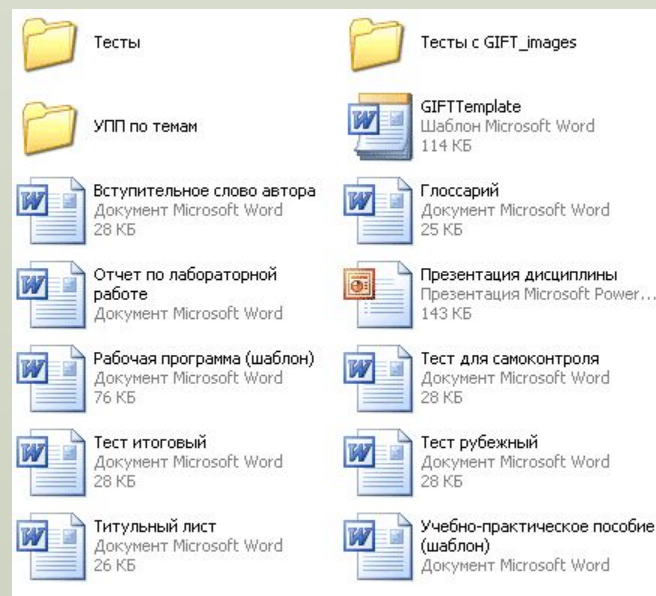 Тесты
Тесты с GIFT_images
УПП по темам
GIFTTemplate
Шаблон Microsoft Word
114 КБ
Вступительное слово автора
Документ Microsoft Word
28 КБ
Глоссарий
Документ Microsoft Word
25 КБ
Отчет по лабораторной
работе
Документ Microsoft Word
Презентация дисциплины
Презентация Microsoft Power...
143 КБ
Рабочая программа (шаблон)
Документ Microsoft Word
76 КБ
Тест для самоконтроля
Документ Microsoft Word
28 КБ
Тест итоговый
Документ Microsoft Word
28 КБ
Тест рубежный
Документ Microsoft Word
28 КБ
Титульный лист
Документ Microsoft Word
26 КБ
Учебно-практическое пособие
(шаблон)
Документ Microsoft Word